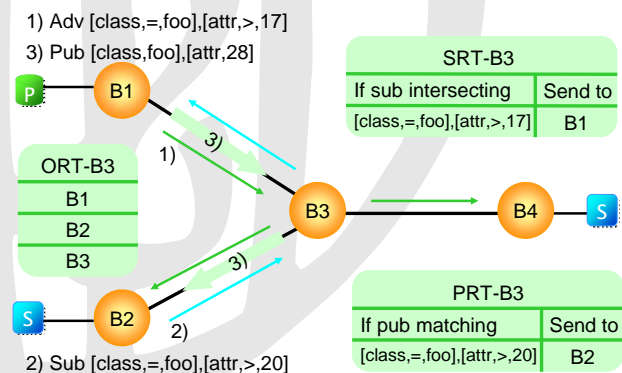 1) Adv [class,=,foo],[attr,>,17]
3) Pub [class,foo],[attr,28]
P
B1
SRT-B3
If sub intersecting Send to
[class,=,foo],[attr,>,17] B1
3)
1)
ORT-B3
B1
B2
B3
B3
B4
S
3)
S
B2
2)
2) Sub [class,=,foo],[attr,>,20]
PRT-B3
If pub matching Send to
[class,=,foo],[attr,>,20] B2